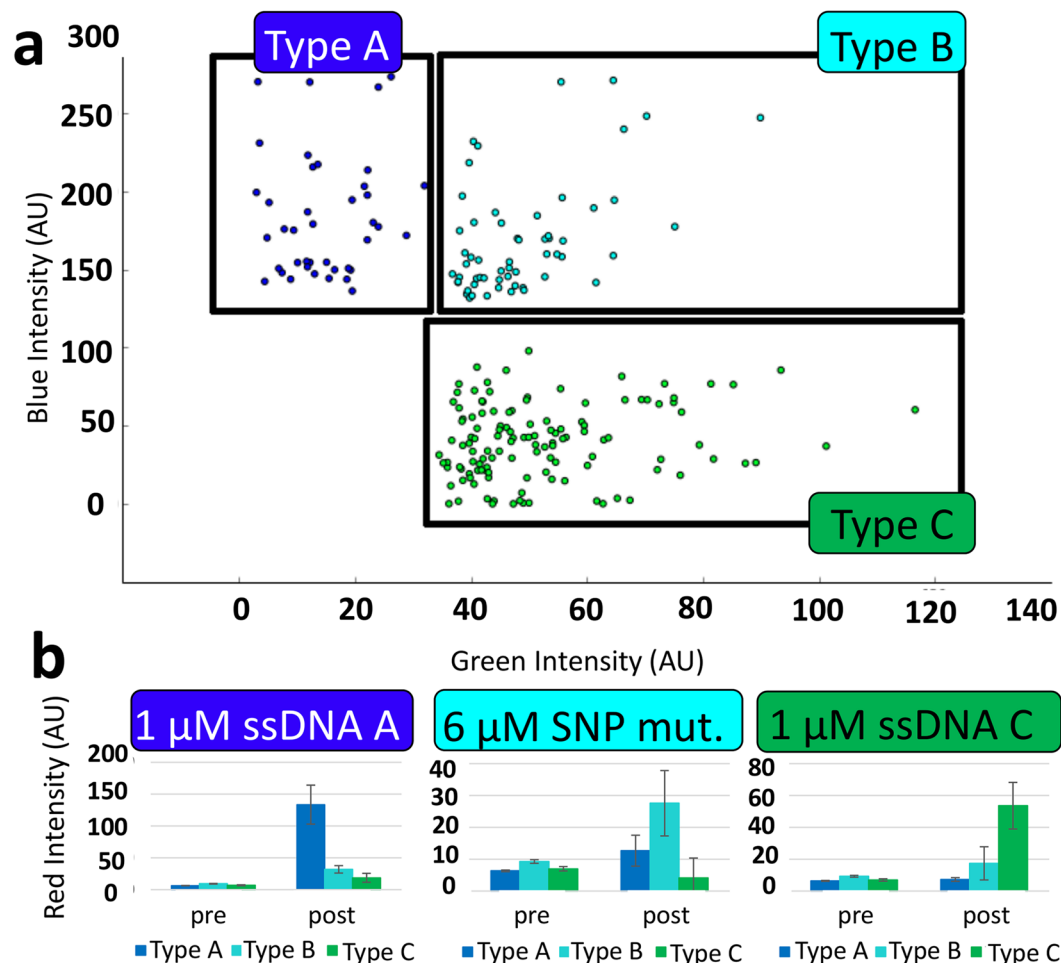 a
300
Type A
Type B
250
200
150
100
50
0
Type C
Blue Intensity (AU)
0 20 40 60 80 100 120 140
Green Intensity (AU)
b
1 µM ssDNA A
6 µM SNP mut.
1 µM ssDNA C
Red Intensity (AU)
200
150
100
50
0
pre post
Type A Type B Type C
40
30
20
10
0
pre post
Type A Type B Type C
80
60
40
20
0
pre post
Type A Type B Type C